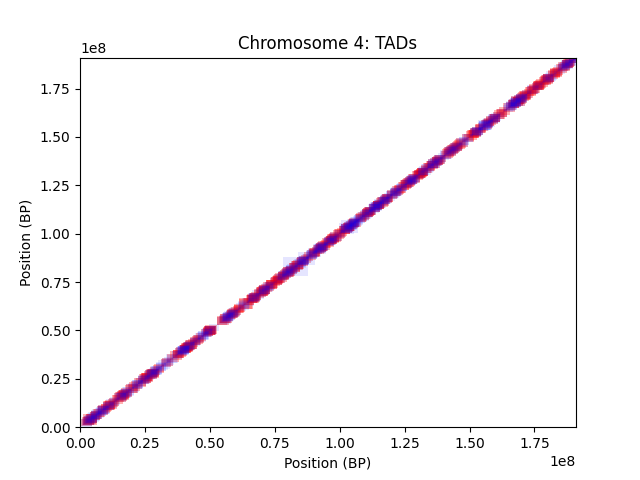 Chromosome 4: TADs
1e8
1.75
1.50
1.25
1.00
0.75
0.50
0.25
0.00
Position (BP)
0.00 0.25 0.50 0.75 1.00 1.25 1.50 1.75
Position (BP)
1e8